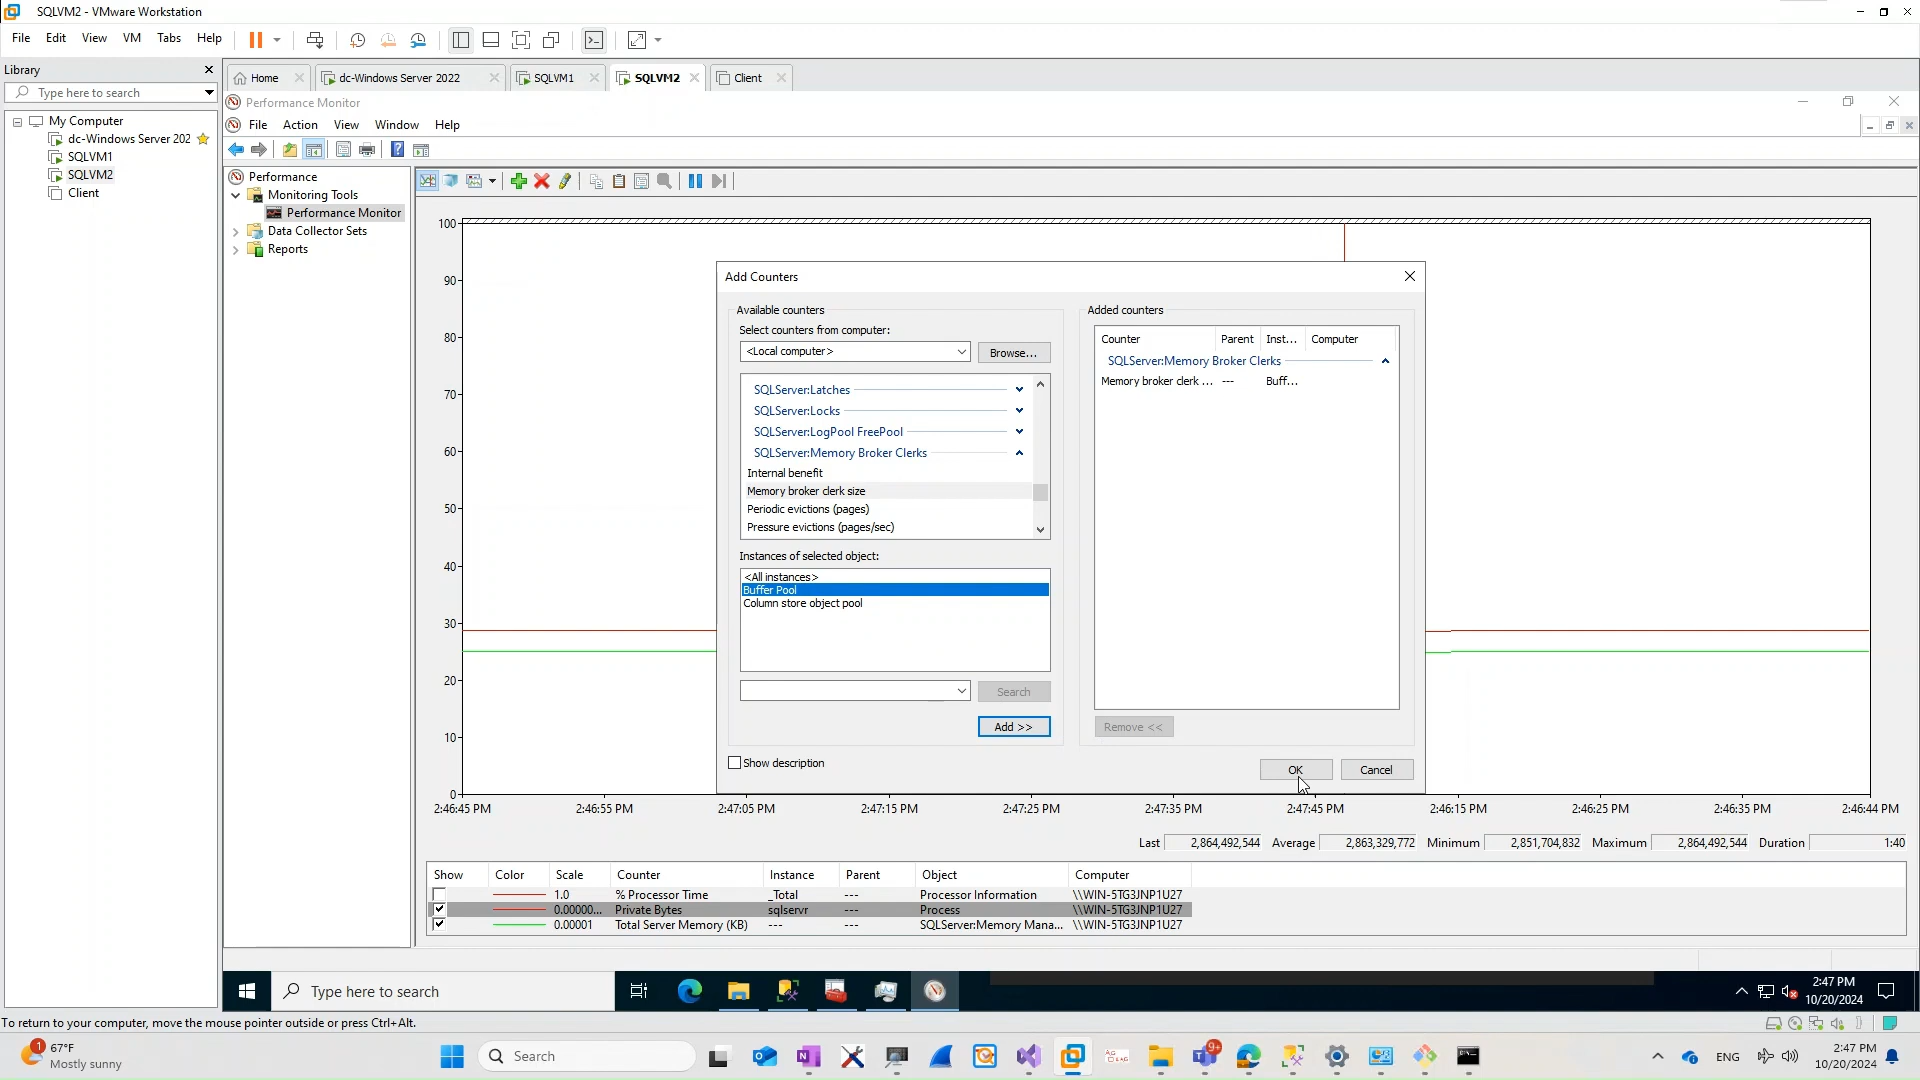 SQLVM2 - VMware Workstation
File Edit View VM Tabs Help
Library
Type here to search
My Computer
dc-Windows Server 202
SQLVM1
SQLVM2
Client
Home
dc-Windows Server 2022
SQLVM1
SQLVM2
Client
Performance Monitor
File Action View Window Help
Performance
Monitoring Tools
Performance Monitor
Data Collector Sets
Reports
100
90
80
70
60
50
40
30
20
10
0
Add Counters
Available counters
Select counters from computer:
<Local computer>
Browse...
SQLServer:Latches
SQLServer:Locks
SQLServer:LogPool FreePool
SQLServer:Memory Broker Clerks
Internal benefit
Memory broker clerk size
Periodic evictions (pages)
Pressure evictions (pages/sec)
Instances of selected object:
<All instances>
Buffer Pool
Column store object pool
Search
Add >>
Show description
Added counters
Counter Parent Inst... Computer
SQLServer:Memory Broker Clerks
Memory broker clerk ... --- Buff...
Remove <<
OK
Cancel
2:46:45 PM 2:46:55 PM 2:47:05 PM 2:47:15 PM 2:47:25 PM 2:47:35 PM 2:47:45 PM 2:46:15 PM 2:46:25 PM 2:46:35 PM 2:46:44 PM
Last 2,864,492,544 Average 2,863,329,772 Minimum 2,851,704,832 Maximum 2,864,492,544 Duration 1:40
Show Color Scale Counter Instance Parent Object Computer
1.0 % Processor Time _Total --- Processor Information \\WIN-5TG3JNP1U27
0.00000... Private Bytes sqlservr --- Process \\WIN-5TG3JNP1U27
0.00001 Total Server Memory (KB) --- --- SQLServer:Memory Mana... \\WIN-5TG3JNP1U27
Type here to search
2:47 PM
10/20/2024
To return to your computer, move the mouse pointer outside or press Ctrl+Alt.
1
67°F
Mostly sunny
Search
9+
ENG
2:47 PM
10/20/2024